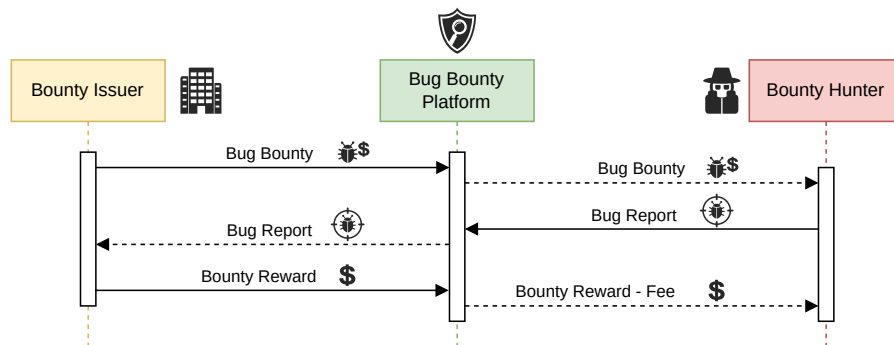 Bounty Issuer
Bug Bounty
Platform
Bounty Hunter
Bug Bounty $
Bug Bounty $
Bug Report
Bug Report
Bounty Reward $
Bounty Reward - Fee $